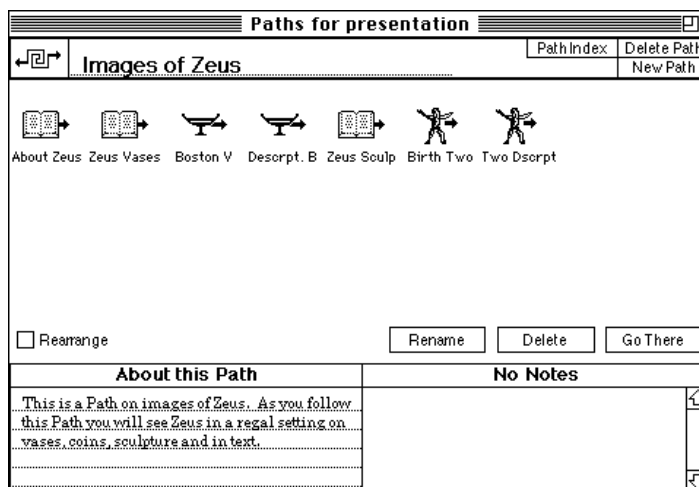 Paths for presentation
Images of Zeus
Path Index
Delete Path
New Path
About Zeus
Zeus Vases
Boston V
Descrpt. B
Zeus Sculp
Birth Two
Two Dscrpt
Rearrange
Rename
Delete
Go There
About this Path
No Notes
This is a Path on images of Zeus. As you follow
this Path you will see Zeus in a regal setting on
vases, coins, sculpture and in text.